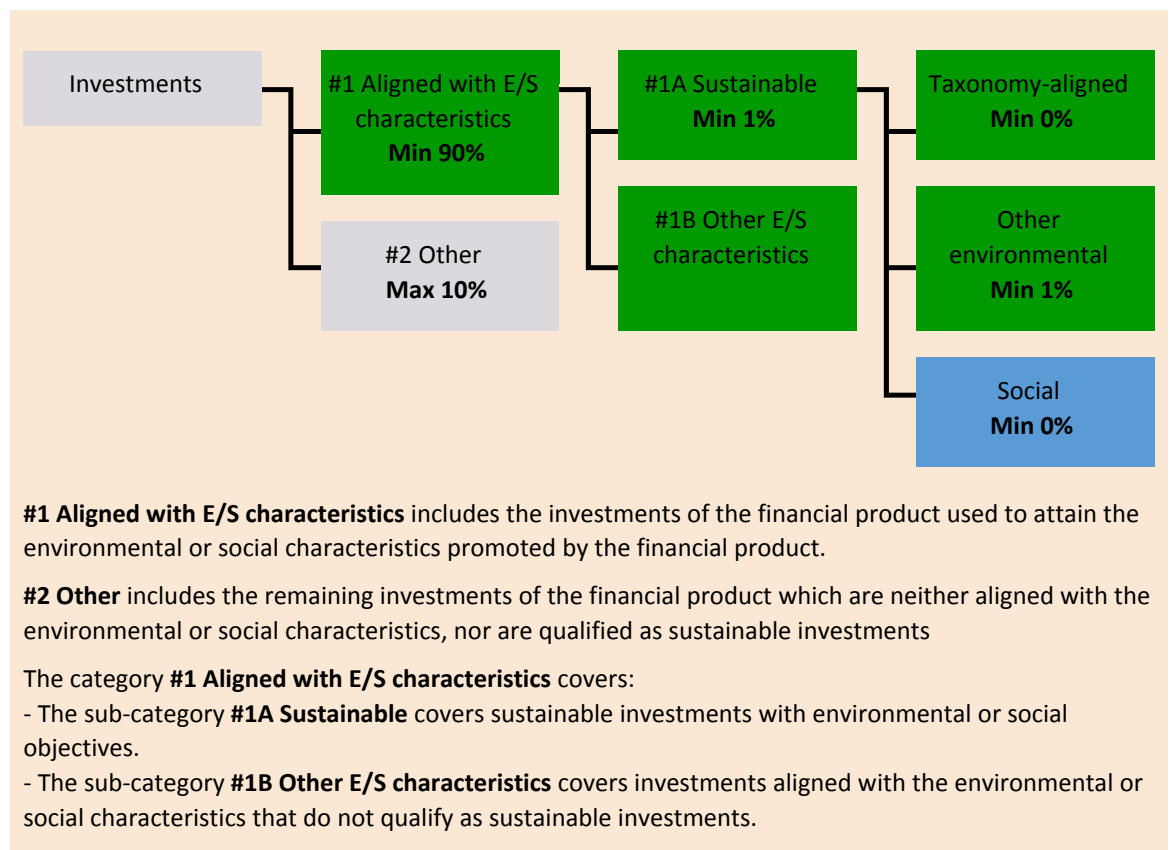 Investments
#1 Aligned with E/S
characteristics
Min 90%
#2 Other
Max 10%
#1A Sustainable
Min 1%
#1B Other E/S
characteristics
Taxonomy-aligned
Min 0%
Other
environmental
Min 1%
Social
Min 0%
#1 Aligned with E/S characteristics includes the investments of the financial product used to attain the
environmental or social characteristics promoted by the financial product.
#2 Other includes the remaining investments of the financial product which are neither aligned with the
environmental or social characteristics, nor are qualified as sustainable investments
The category #1 Aligned with E/S characteristics covers:
- The sub-category #1A Sustainable covers sustainable investments with environmental or social
objectives.
- The sub-category #1B Other E/S characteristics covers investments aligned with the environmental or
social characteristics that do not qualify as sustainable investments.